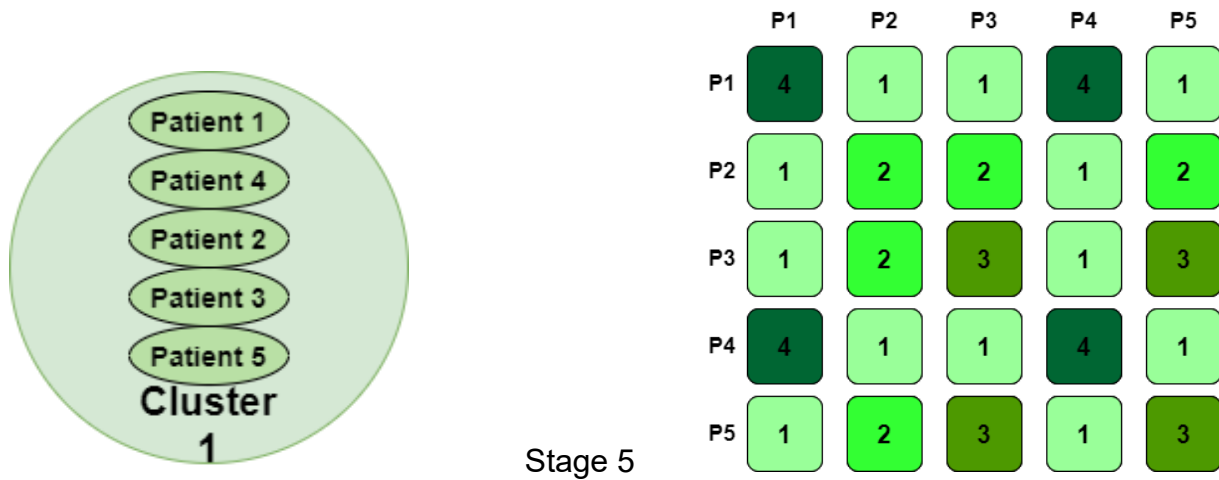 Patient 1
Patient 4
Patient 2
Patient 3
Patient 5
Cluster
1
Stage 5
P1 P2 P3 P4 P5
P1 4 1 1 4 1
P2 1 2 2 1 2
P3 1 2 3 1 3
P4 4 1 1 4 1
P5 1 2 3 1 3